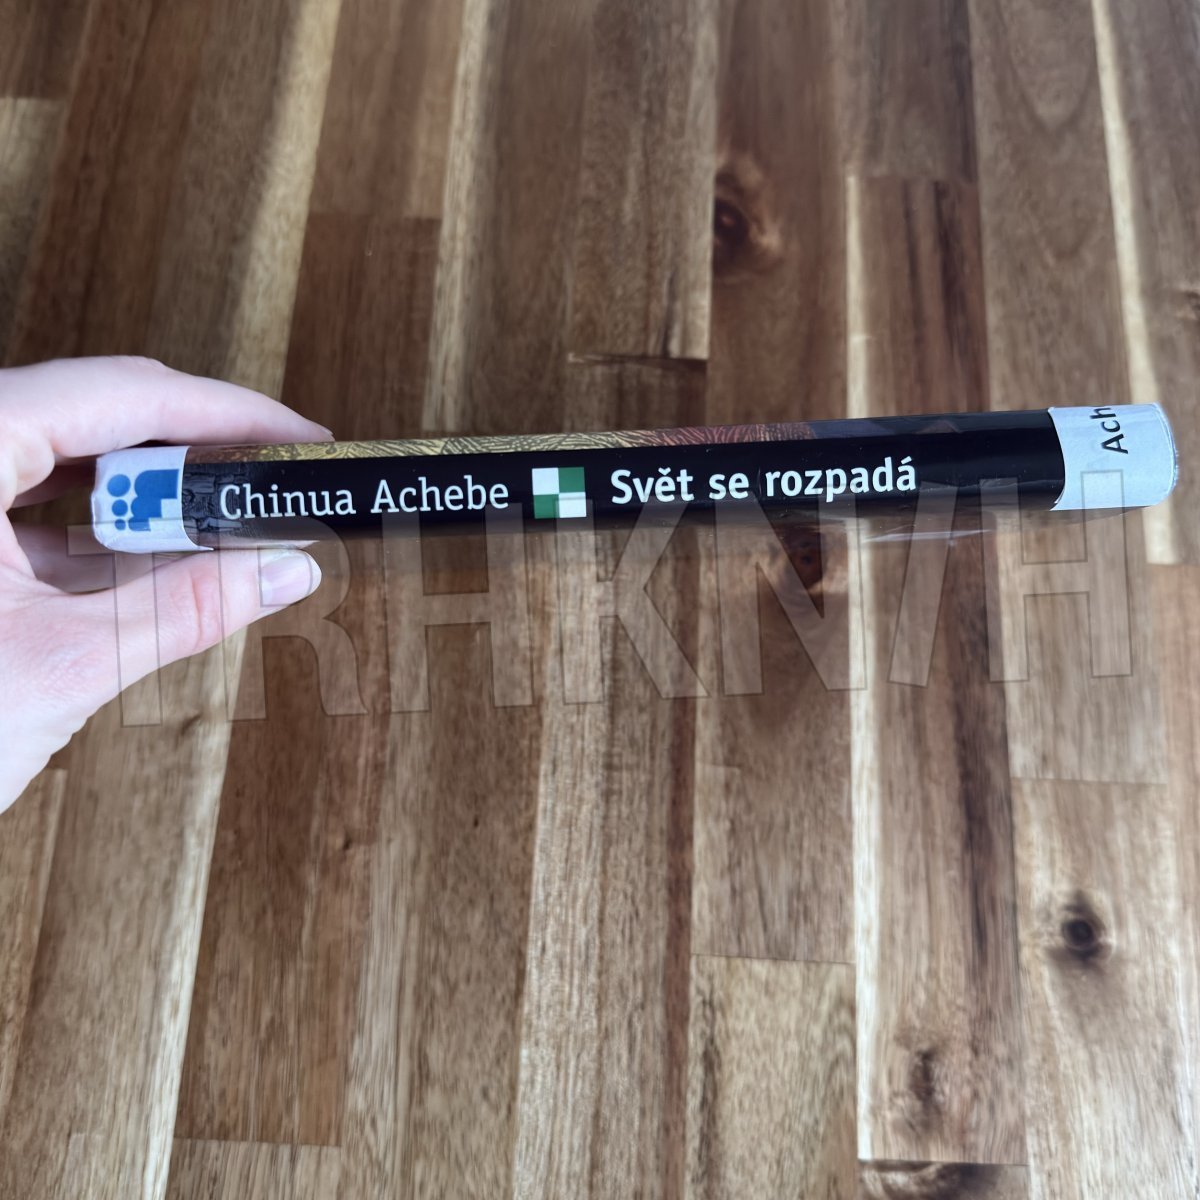 Chinua Achebe Svět se rozpadá
Ach
TRHKNIH